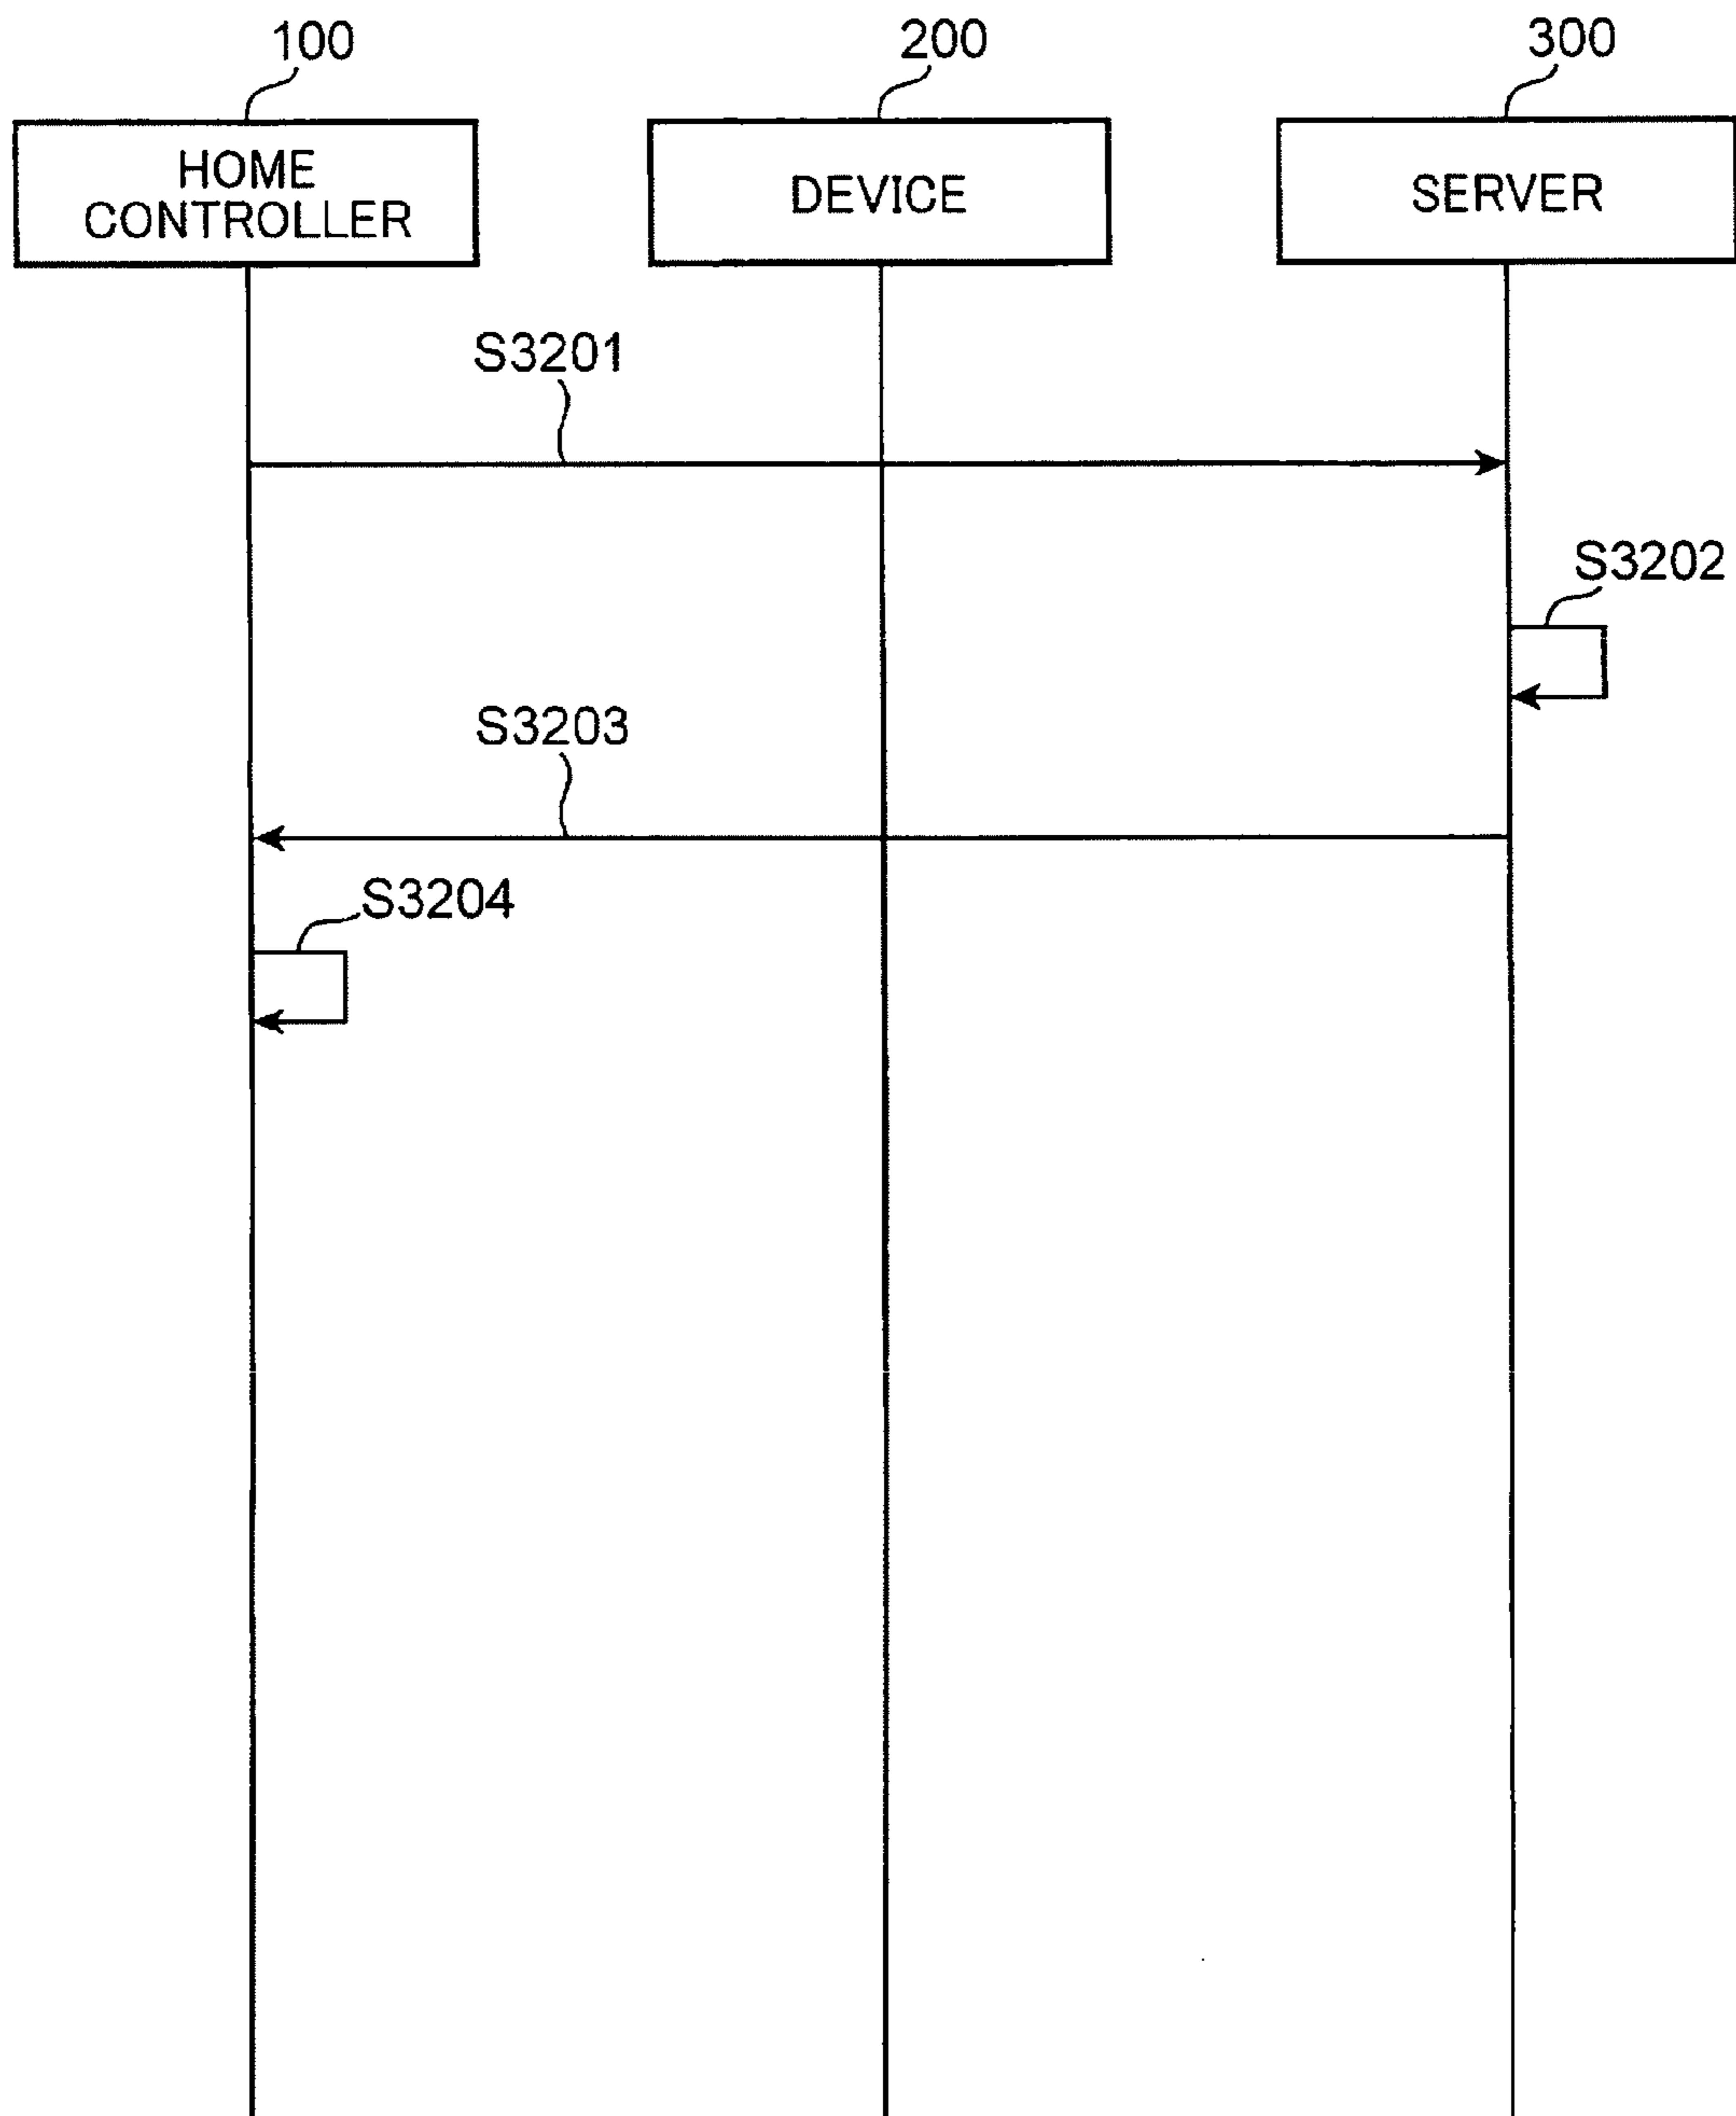 100
200
300
HOME
CONTROLLER
DEVICE
SERVER
S3201
S3202
S3203
S3204